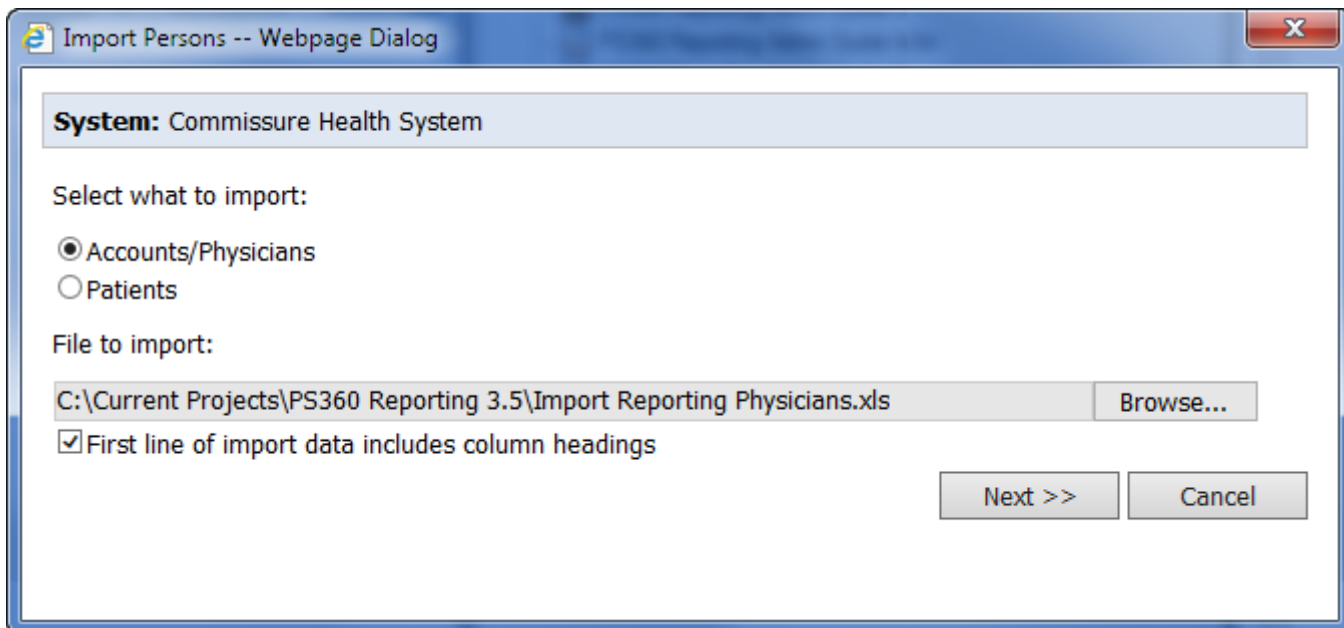 Import Persons -- Webpage Dialog
System: Commissure Health System
Select what to import:
Accounts/Physicians
Patients
File to import:
C:\Current Projects\PS360 Reporting 3.5\Import Reporting Physicians.xls Browse...
First line of import data includes column headings
Next >> Cancel